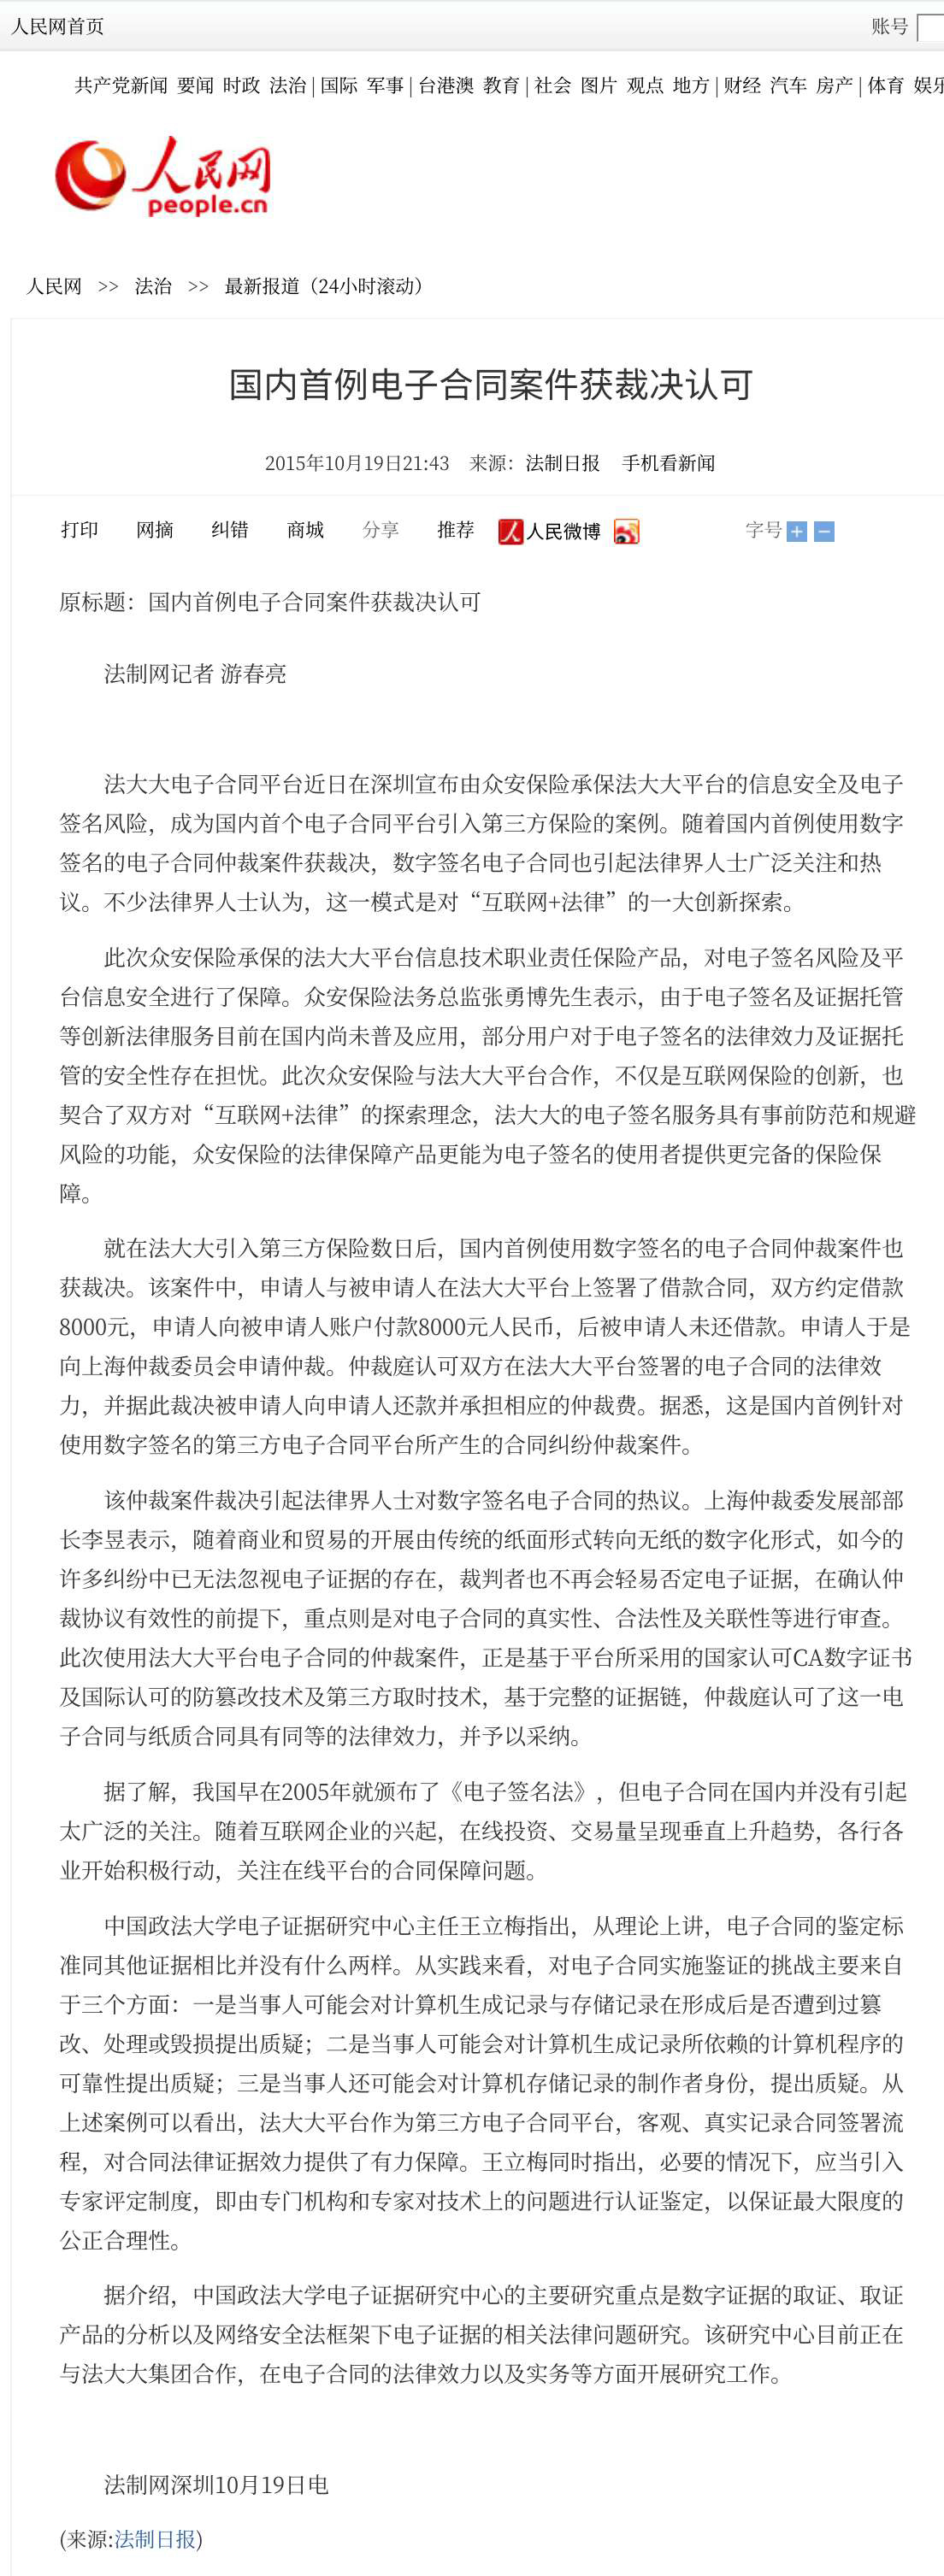 人民网首页 账号
共产党新闻 要闻 时政 法治 | 国际 军事 | 台港澳 教育 | 社会 图片 观点 地方 | 财经 汽车 房产 | 体育 娱乐
人民网
people.cn
人民网 >> 法治 >> 最新报道（24小时滚动）
国内首例电子合同案件获裁决认可
2015年10月19日21:43 来源：法制日报 手机看新闻
打印 网摘 纠错 商城 分享 推荐 人 人民微博 字号 + −
原标题：国内首例电子合同案件获裁决认可
法制网记者 游春亮
法大大电子合同平台近日在深圳宣布由众安保险承保法大大平台的信息安全及电子
签名风险，成为国内首个电子合同平台引入第三方保险的案例。随着国内首例使用数字
签名的电子合同仲裁案件获裁决，数字签名电子合同也引起法律界人士广泛关注和热
议。不少法律界人士认为，这一模式是对“互联网+法律”的一大创新探索。
此次众安保险承保的法大大平台信息技术职业责任保险产品，对电子签名风险及平
台信息安全进行了保障。众安保险法务总监张勇博先生表示，由于电子签名及证据托管
等创新法律服务目前在国内尚未普及应用，部分用户对于电子签名的法律效力及证据托
管的安全性存在担忧。此次众安保险与法大大平台合作，不仅是互联网保险的创新，也
契合了双方对“互联网+法律”的探索理念，法大大的电子签名服务具有事前防范和规避
风险的功能，众安保险的法律保障产品更能为电子签名的使用者提供更完备的保险保
障。
就在法大大引入第三方保险数日后，国内首例使用数字签名的电子合同仲裁案件也
获裁决。该案件中，申请人与被申请人在法大大平台上签署了借款合同，双方约定借款
8000元，申请人向被申请人账户付款8000元人民币，后被申请人未还借款。申请人于是
向上海仲裁委员会申请仲裁。仲裁庭认可双方在法大大平台签署的电子合同的法律效
力，并据此裁决被申请人向申请人还款并承担相应的仲裁费。据悉，这是国内首例针对
使用数字签名的第三方电子合同平台所产生的合同纠纷仲裁案件。
该仲裁案件裁决引起法律界人士对数字签名电子合同的热议。上海仲裁委发展部部
长李昱表示，随着商业和贸易的开展由传统的纸面形式转向无纸的数字化形式，如今的
许多纠纷中已无法忽视电子证据的存在，裁判者也不再会轻易否定电子证据，在确认仲
裁协议有效性的前提下，重点则是对电子合同的真实性、合法性及关联性等进行审查。
此次使用法大大平台电子合同的仲裁案件，正是基于平台所采用的国家认可CA数字证书
及国际认可的防篡改技术及第三方取时技术，基于完整的证据链，仲裁庭认可了这一电
子合同与纸质合同具有同等的法律效力，并予以采纳。
据了解，我国早在2005年就颁布了《电子签名法》，但电子合同在国内并没有引起
太广泛的关注。随着互联网企业的兴起，在线投资、交易量呈现垂直上升趋势，各行各
业开始积极行动，关注在线平台的合同保障问题。
中国政法大学电子证据研究中心主任王立梅指出，从理论上讲，电子合同的鉴定标
准同其他证据相比并没有什么两样。从实践来看，对电子合同实施鉴证的挑战主要来自
于三个方面：一是当事人可能会对计算机生成记录与存储记录在形成后是否遭到过篡
改、处理或毁损提出质疑；二是当事人可能会对计算机生成记录所依赖的计算机程序的
可靠性提出质疑；三是当事人还可能会对计算机存储记录的制作者身份，提出质疑。从
上述案例可以看出，法大大平台作为第三方电子合同平台，客观、真实记录合同签署流
程，对合同法律证据效力提供了有力保障。王立梅同时指出，必要的情况下，应当引入
专家评定制度，即由专门机构和专家对技术上的问题进行认证鉴定，以保证最大限度的
公正合理性。
据介绍，中国政法大学电子证据研究中心的主要研究重点是数字证据的取证、取证
产品的分析以及网络安全法框架下电子证据的相关法律问题研究。该研究中心目前正在
与法大大集团合作，在电子合同的法律效力以及实务等方面开展研究工作。
法制网深圳10月19日电
(来源:法制日报)